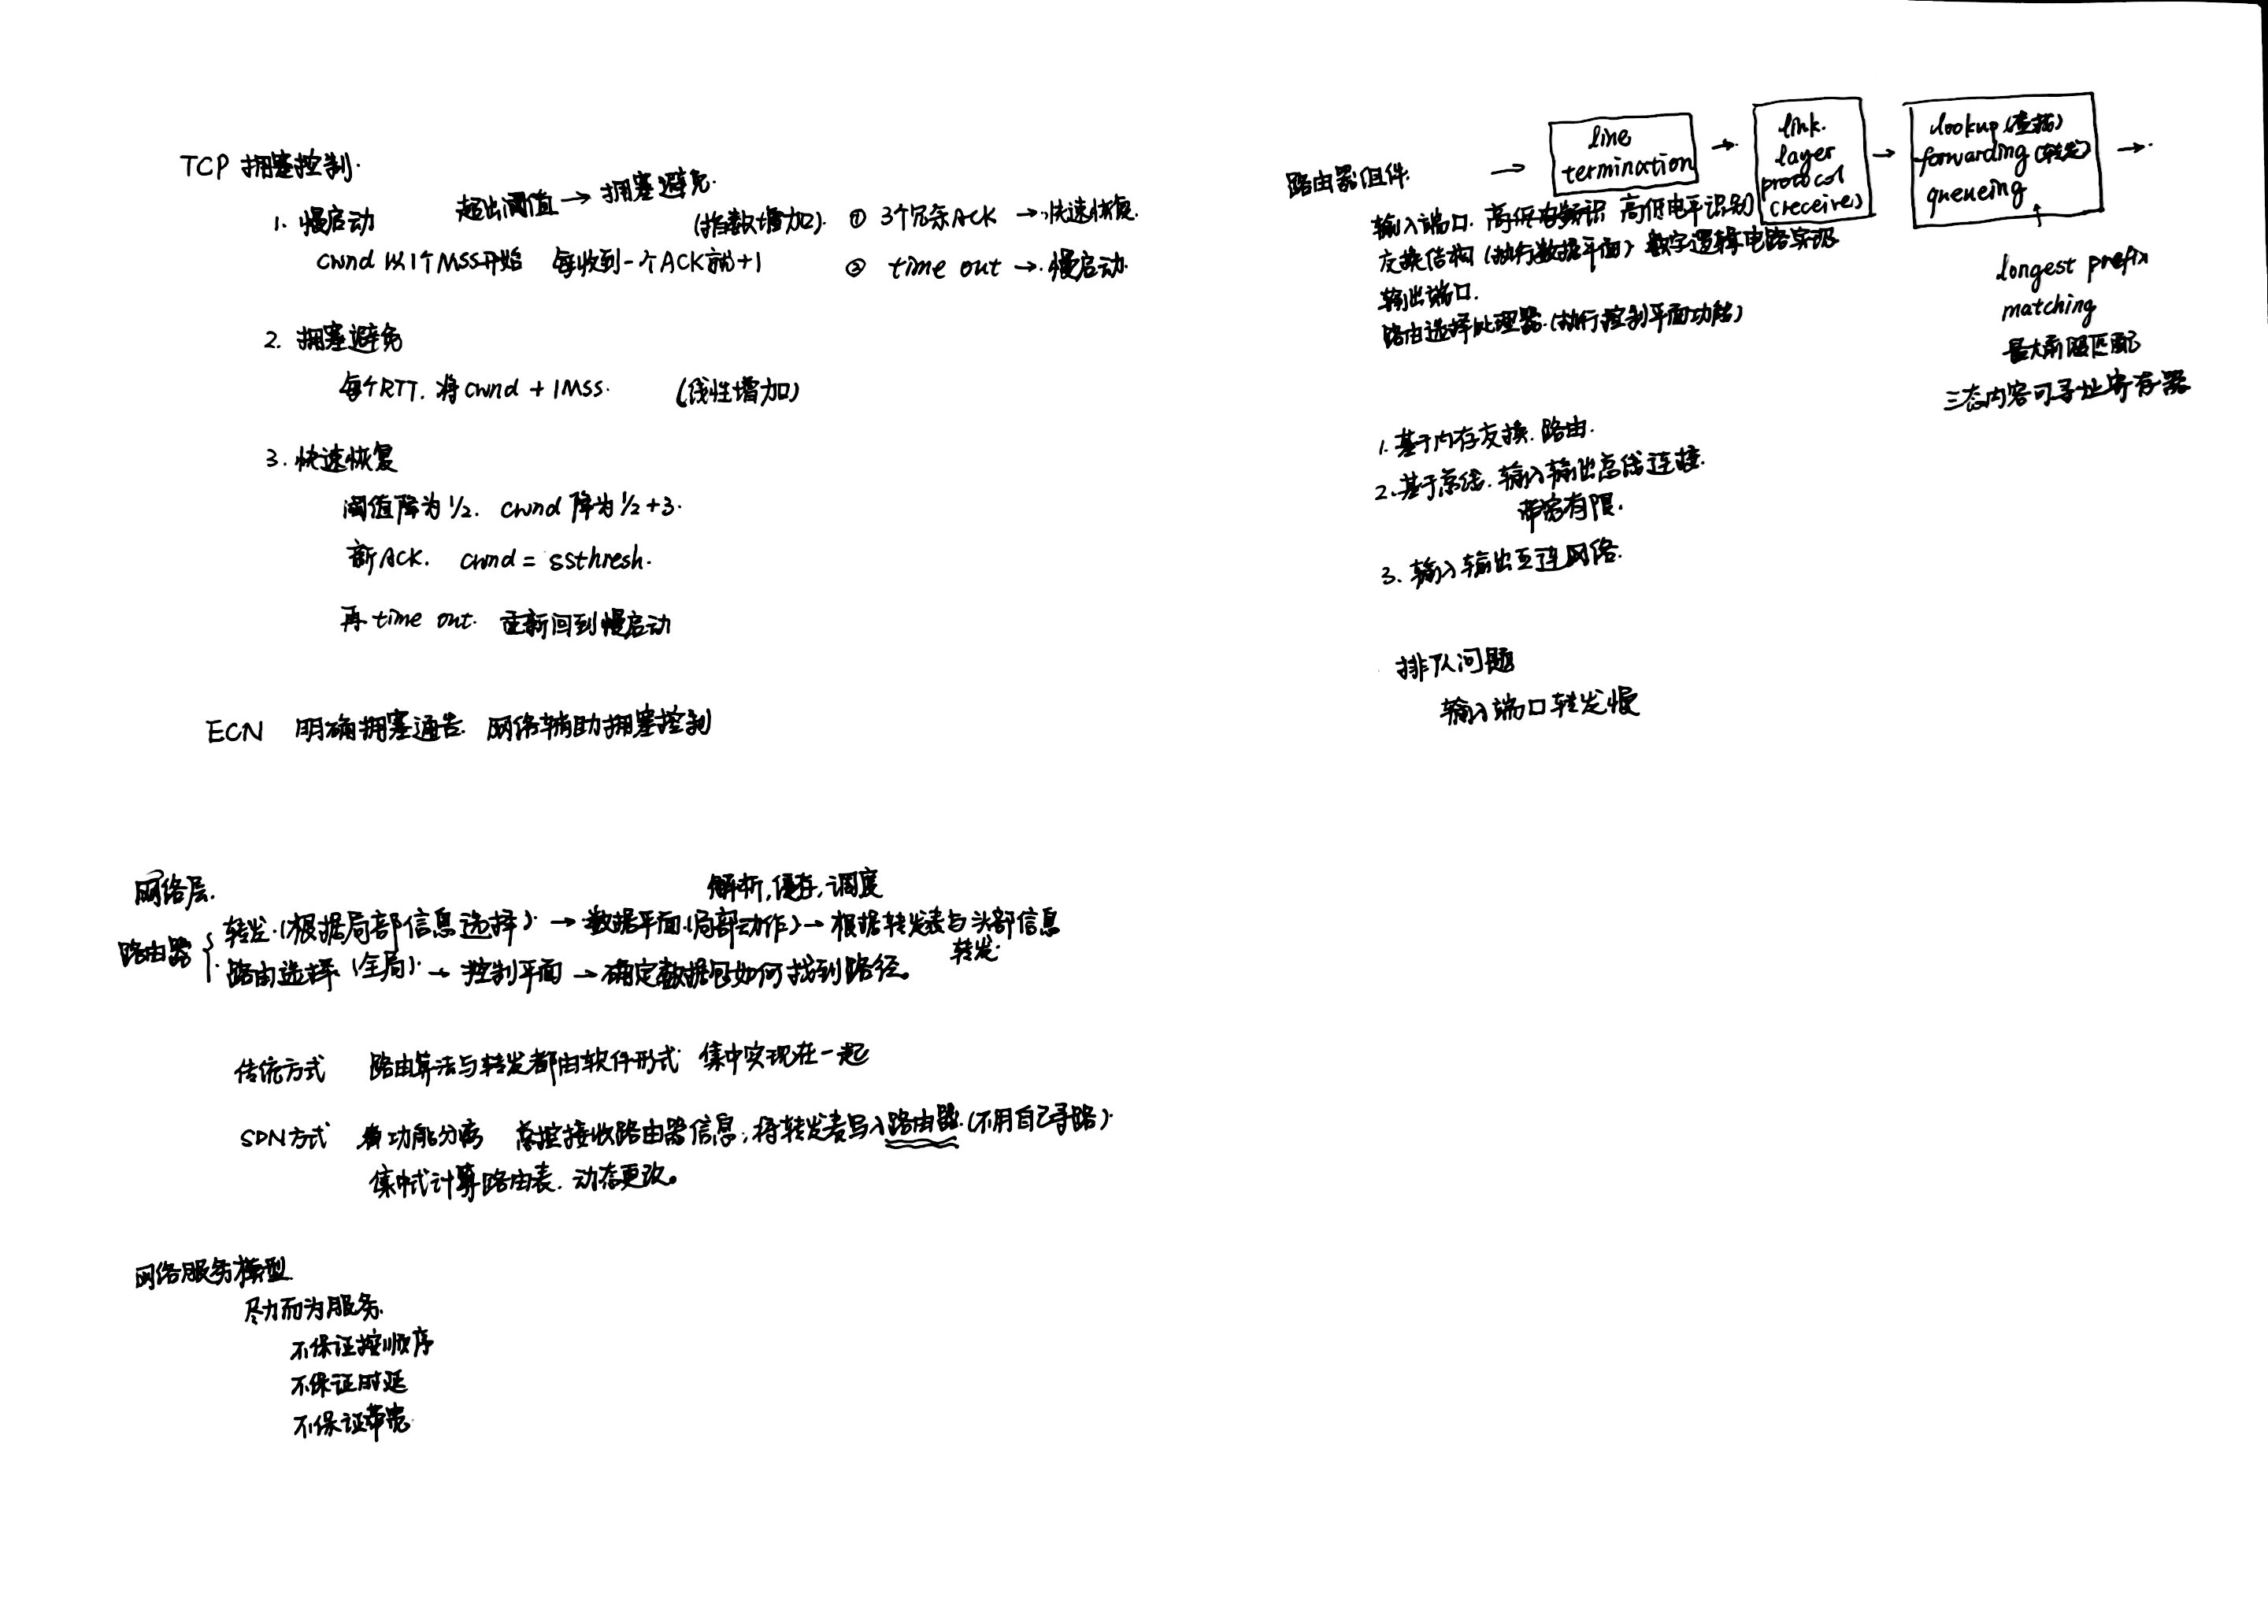 TCP 拥塞控制.
超出阈值 → 拥塞避免.
1. 慢启动 (指数增加). ① 3个冗余ACK → 快速恢复.
cwnd 以1个MSS开始 每收到一个ACK就+1 ② time out → 慢启动.
2. 拥塞避免
每个RTT. 将cwnd + 1MSS. (线性增加)
3. 快速恢复
阈值降为1/2. cwnd 降为1/2+3.
新ACK. cwnd = ssthresh.
再time out. 重新回到慢启动
ECN 明确拥塞通告. 网络辅助拥塞控制
网络层.
解析,缓存,调度
路由器 { 转发.(根据局部信息选择). → 数据平面.(局部动作) → 根据转发表与头部信息
转发.
路由选择. (全局). → 控制平面 → 确定数据包如何找到路径。
传统方式 路由算法与转发都由软件形式 集中实现在一起
SDN方式 功能分离 总控接收路由器信息,将转发表写入路由器.(不用自己寻路).
集中式计算路由表. 动态更改。
网络服务模型
尽力而为服务.
不保证按顺序
不保证时延
不保证带宽.
路由器组件. → line termination → link layer protocol (receive) → lookup (查找) forwarding (转发) queueing →
输入端口. 高低电平识别
交换结构 (执行数据平面) 数字逻辑电路实现
输出端口.
路由选择处理器.(执行控制平面功能)
↑
longest prefix
matching
最大前缀匹配
三态内容可寻址寄存器
1. 基于内存交换. 路由.
2. 基于总线. 输入输出总线连接.
带宽有限.
3. 输入输出互连网络.
排队问题
输入端口转发慢